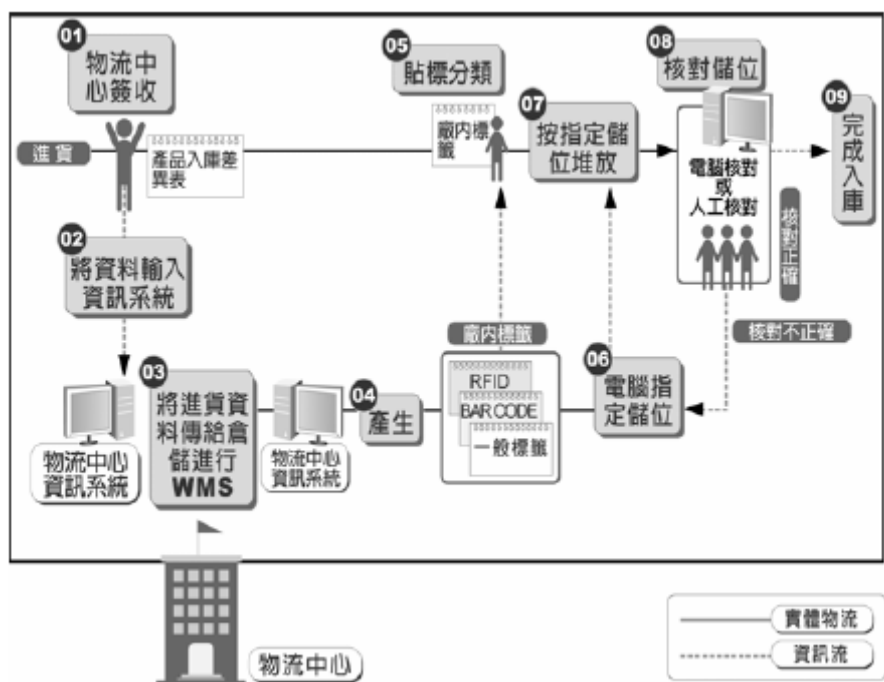 01
物流中
心簽收
進貨
產品入庫差
異表
02
將資料輸入
資訊系統
物流中心
資訊系統
03
將進貨資
料傳給倉
儲進行
WMS
物流中心
資訊系統
04
產生
廠內標籤
RFID
BARCODE
一般標籤
05
貼標分類
廠內標
籤
06
電腦指
定儲位
07
按指定儲
位堆放
08
核對儲位
電腦核對
或
人工核對
核對正確
核對不正確
09
完成入庫
物流中心
實體物流
資訊流